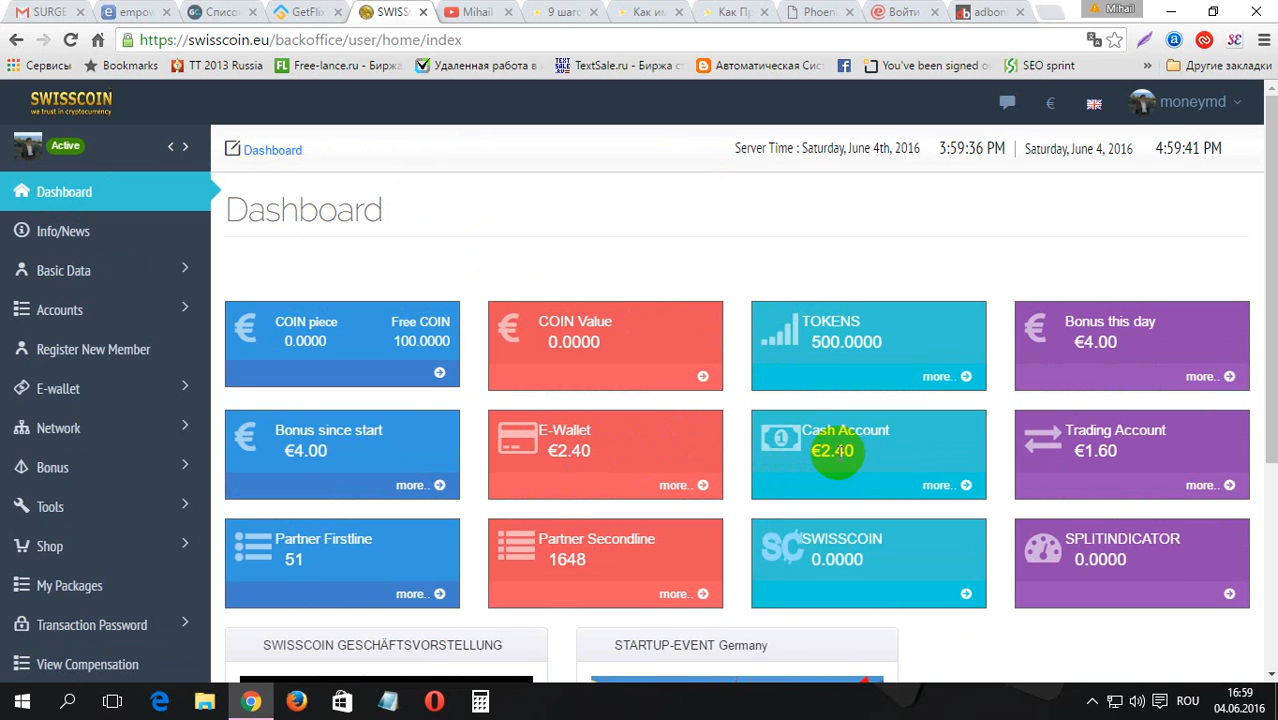 SURGE
empov
Списо
GetFlix
SWISS
Mihail
9 шаго
Как им
Как Пр
Phoeni
Войти
adbon
Mihail
https://swisscoin.eu/backoffice/user/home/index
Сервисы
Bookmarks
TT 2013 Russia
Free-lance.ru - Биржа
Удаленная работа в
TextSale.ru - Биржа с
Автоматическая Сис
You've been signed o
SEO sprint
»
Другие закладки
SWISSCOIN
we trust in cryptocurrency
€
moneymd
Active
Dashboard
Server Time : Saturday, June 4th, 2016 3:59:36 PM
Saturday, June 4, 2016 4:59:41 PM
Dashboard
Info/News
Basic Data
Accounts
Register New Member
E-wallet
Network
Bonus
Tools
Shop
My Packages
Transaction Password
View Compensation
Dashboard
€ COIN piece Free COIN
0.0000 100.0000
€ COIN Value
0.0000
TOKENS
500.0000
more..
€ Bonus this day
€4.00
more..
€ Bonus since start
€4.00
more..
E-Wallet
€2.40
more..
Cash Account
€2.40
more..
Trading Account
€1.60
more..
Partner Firstline
51
more..
Partner Secondline
1648
more..
SC SWISSCOIN
0.0000
SPLITINDICATOR
0.0000
SWISSCOIN GESCHÄFTSVORSTELLUNG
STARTUP-EVENT Germany
ROU
16:59
04.06.2016